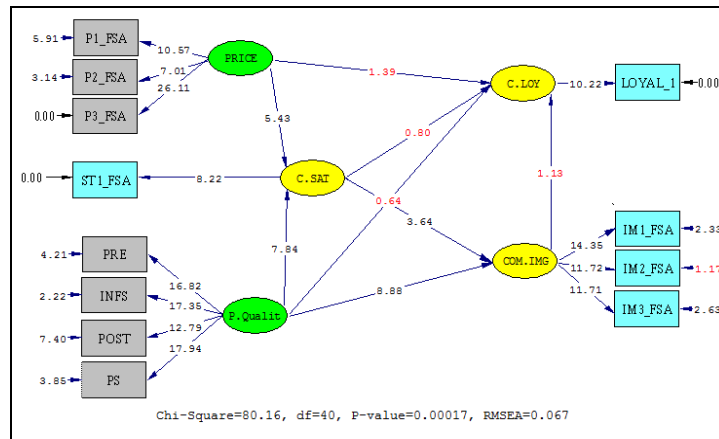 5.91 P1_FSA 10.57 PRICE
3.14 P2_FSA 7.01 1.39 C.LOY 10.22 LOYAL_1 0.00
0.00 P3_FSA 26.11
5.43 0.80
0.00 ST1_FSA 8.22 C.SAT 1.13
0.64 3.64
7.84
4.21 PRE 16.82 14.35 IM1_FSA 2.33
2.22 INFS 17.35 COM.IMG 11.72 IM2_FSA 1.17
7.40 POST 12.79 P.Qualit 8.88 11.71 IM3_FSA 2.63
3.85 PS 17.94
Chi-Square=80.16, df=40, P-value=0.00017, RMSEA=0.067